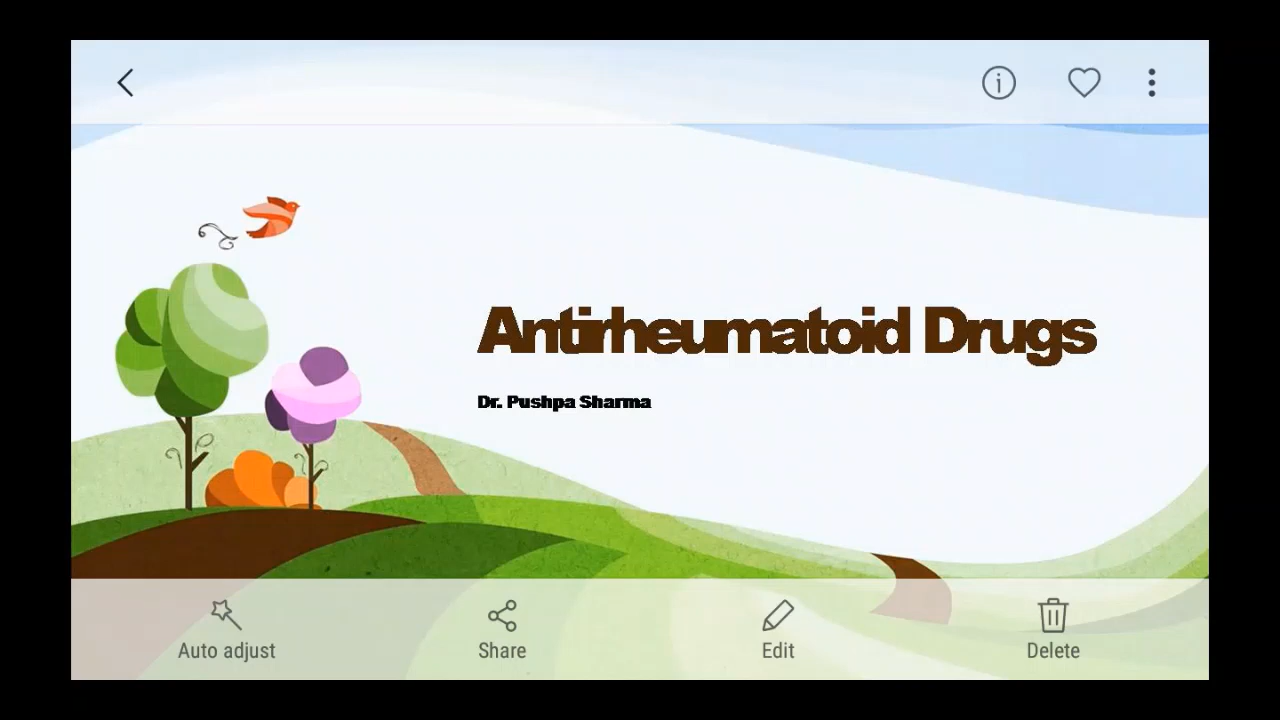 Antirheumatoid Drugs
Dr. Pushpa Sharma
Auto adjust
Share
Edit
Delete